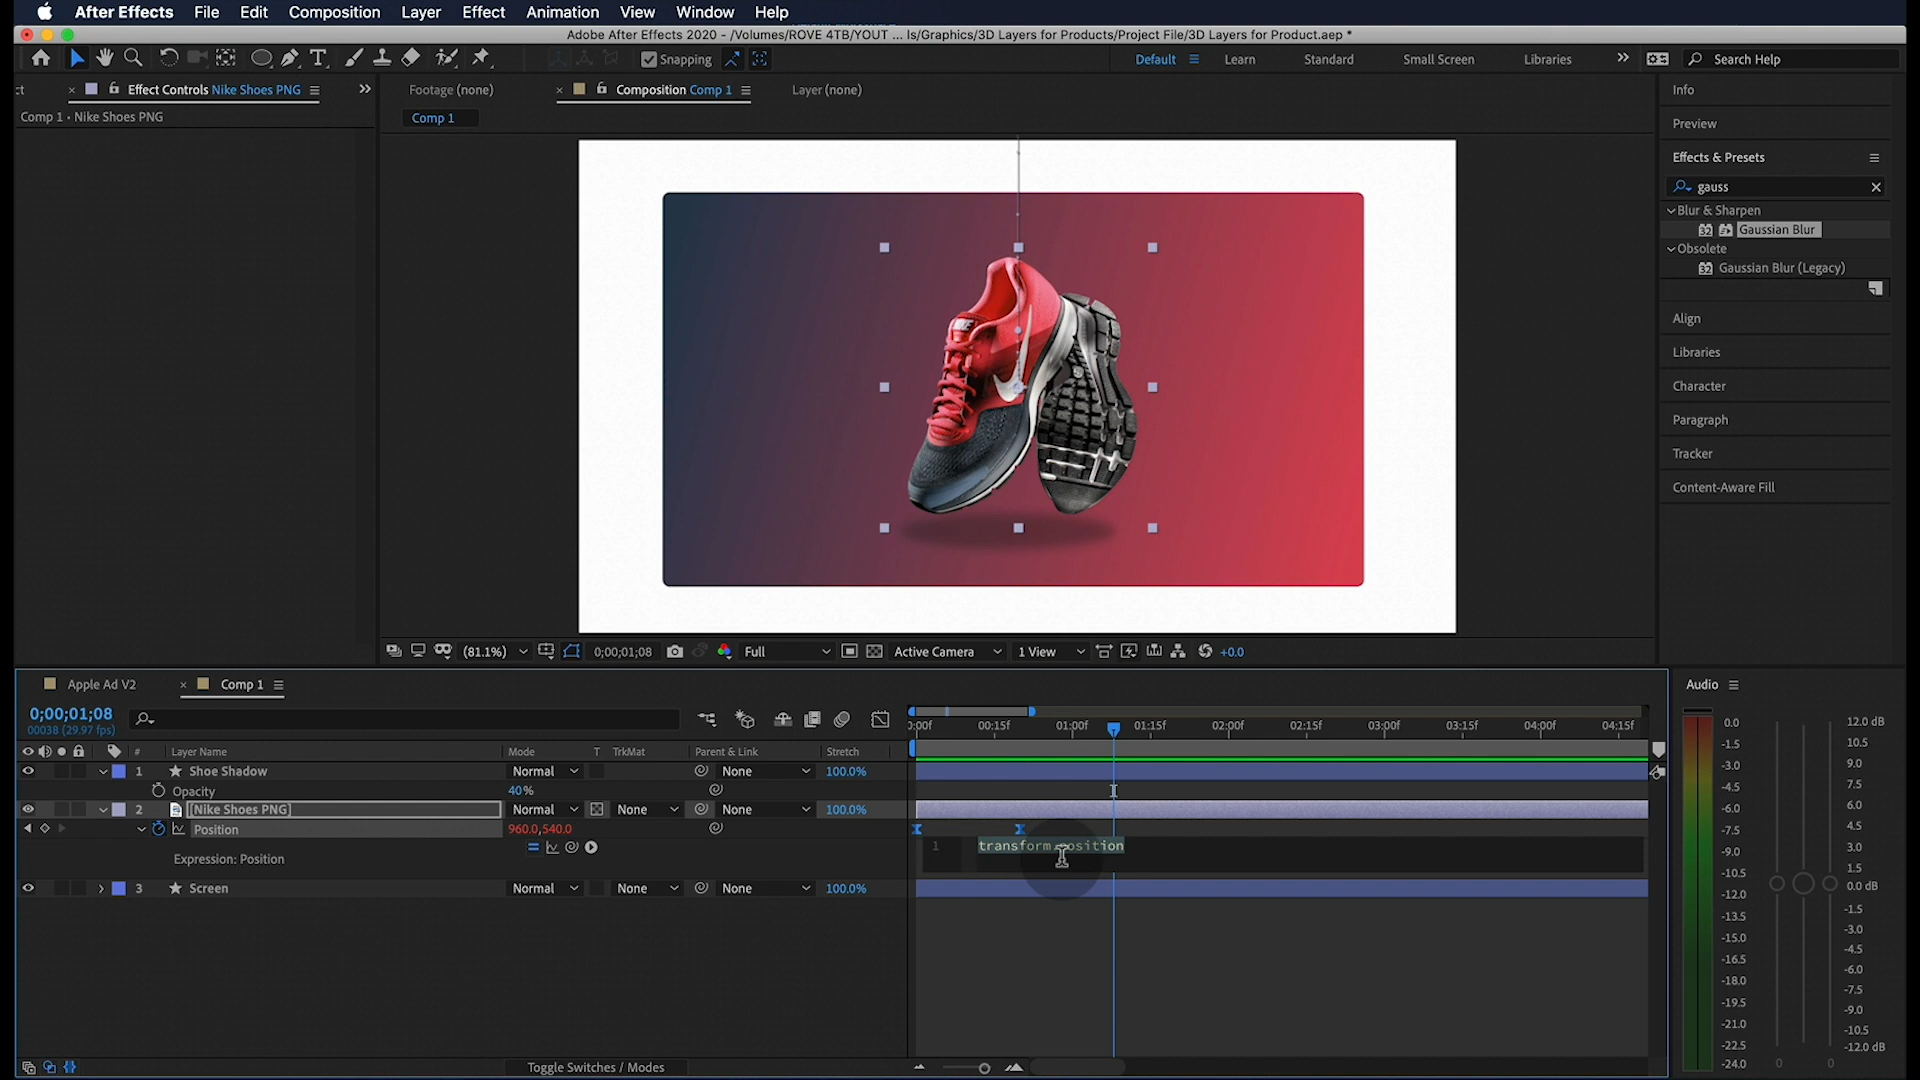 After Effects File Edit Composition Layer Effect Animation View Window Help
Adobe After Effects 2020 - /Volumes/ROVE 4TB/YOUT ... ls/Graphics/3D Layers for Products/Project File/3D Layers for Product.aep *
Snapping Default Learn Standard Small Screen Libraries Search Help
ct × Effect Controls Nike Shoes PNG Footage (none) × Composition Comp 1 Layer (none) Info
Comp 1 • Nike Shoes PNG Comp 1
Preview
Effects & Presets
gauss
Blur & Sharpen
Gaussian Blur
Obsolete
Gaussian Blur (Legacy)
Align
Libraries
Character
Paragraph
Tracker
Content-Aware Fill
NIKE
(81.1%) 0;00;01;08 Full Active Camera 1 View +0.0
Apple Ad V2 × Comp 1 Audio
0;00;01;08
00038 (29.97 fps)
:00f 00:15f 01:00f 01:15f 02:00f 02:15f 03:00f 03:15f 04:00f 04:15f
# Layer Name Mode T TrkMat Parent & Link Stretch
1 Shoe Shadow Normal None 100.0%
Opacity 40%
2 [Nike Shoes PNG] Normal None None 100.0%
Position 960.0,540.0
1 transform.position
Expression: Position
3 Screen Normal None None 100.0%
Toggle Switches / Modes
0.0
-1.5
-3.0
-4.5
-6.0
-7.5
-9.0
-10.5
-12.0
-13.5
-15.0
-16.5
-18.0
-19.5
-21.0
-22.5
-24.0
0 0
12.0 dB
10.5
9.0
7.5
6.0
4.5
3.0
1.5
0.0 dB
-1.5
-3.0
-4.5
-6.0
-7.5
-9.0
-10.5
-12.0 dB